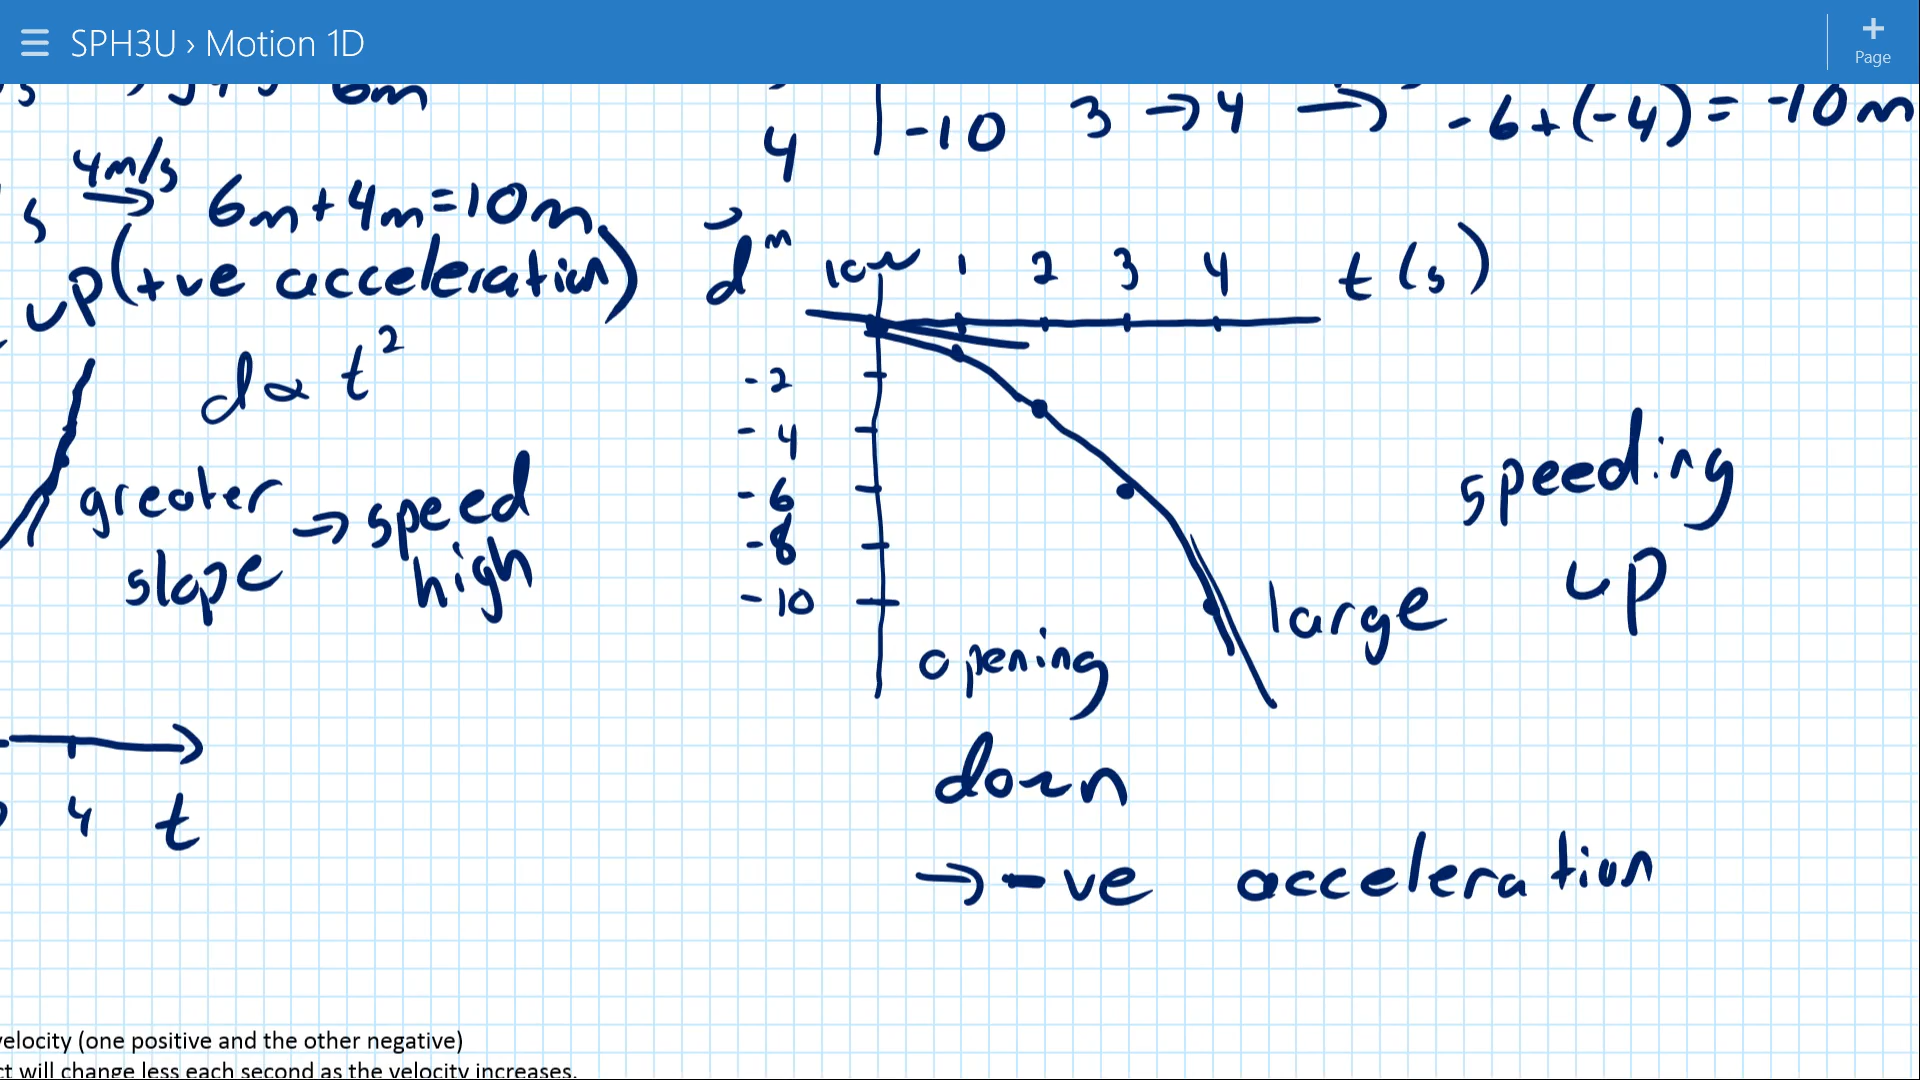 SPH3U › Motion 1D
+
Page
6m
4 | -10 3 → 4 → -6+(-4) = -10m
4m/s
s → 6m+4m=10m
up (+ve acceleration)
d ∝ t²
greater
slope → speed
high
4 t
d m low 1 2 3 4 t (s)
-2
-4
-6
-8
-10
large
speeding
up
opening
down
→ -ve acceleration
velocity (one positive and the other negative)
ct will change less each second as the velocity increases.